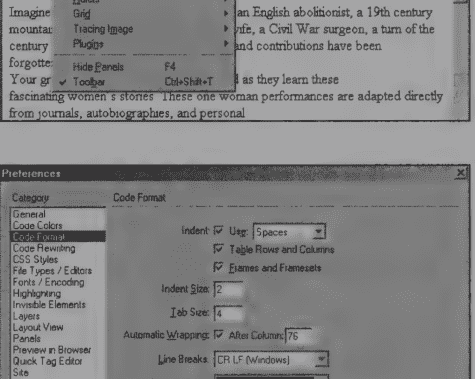 Imagine an English abolitionist, a 19th century
Grid
mountai ife, a Civil War surgeon, a turn of the
Tracing Image
century and contributions have been
Plugins
forgotte
Hide Panels F4
Your gr as they learn these
Toolbar Ctrl+Shift+T
fascinating women's stories These one woman performances are adapted directly
from journals, autobiographies, and personal
Preferences
Category Code Format
General
Code Colors
Code Format
Code Rewriting
CSS Styles
File Types / Editors
Fonts / Encoding
Highlighting
Invisible Elements
Layers
Layout View
Panels
Preview in Browser
Quick Tag Editor
Site
Indent: Use: Spaces
Table Rows and Columns
Frames and Framesets
Indent Size: 2
Tab Size: 4
Automatic Wrapping: After Column: 76
Line Breaks: CR LF (Windows)